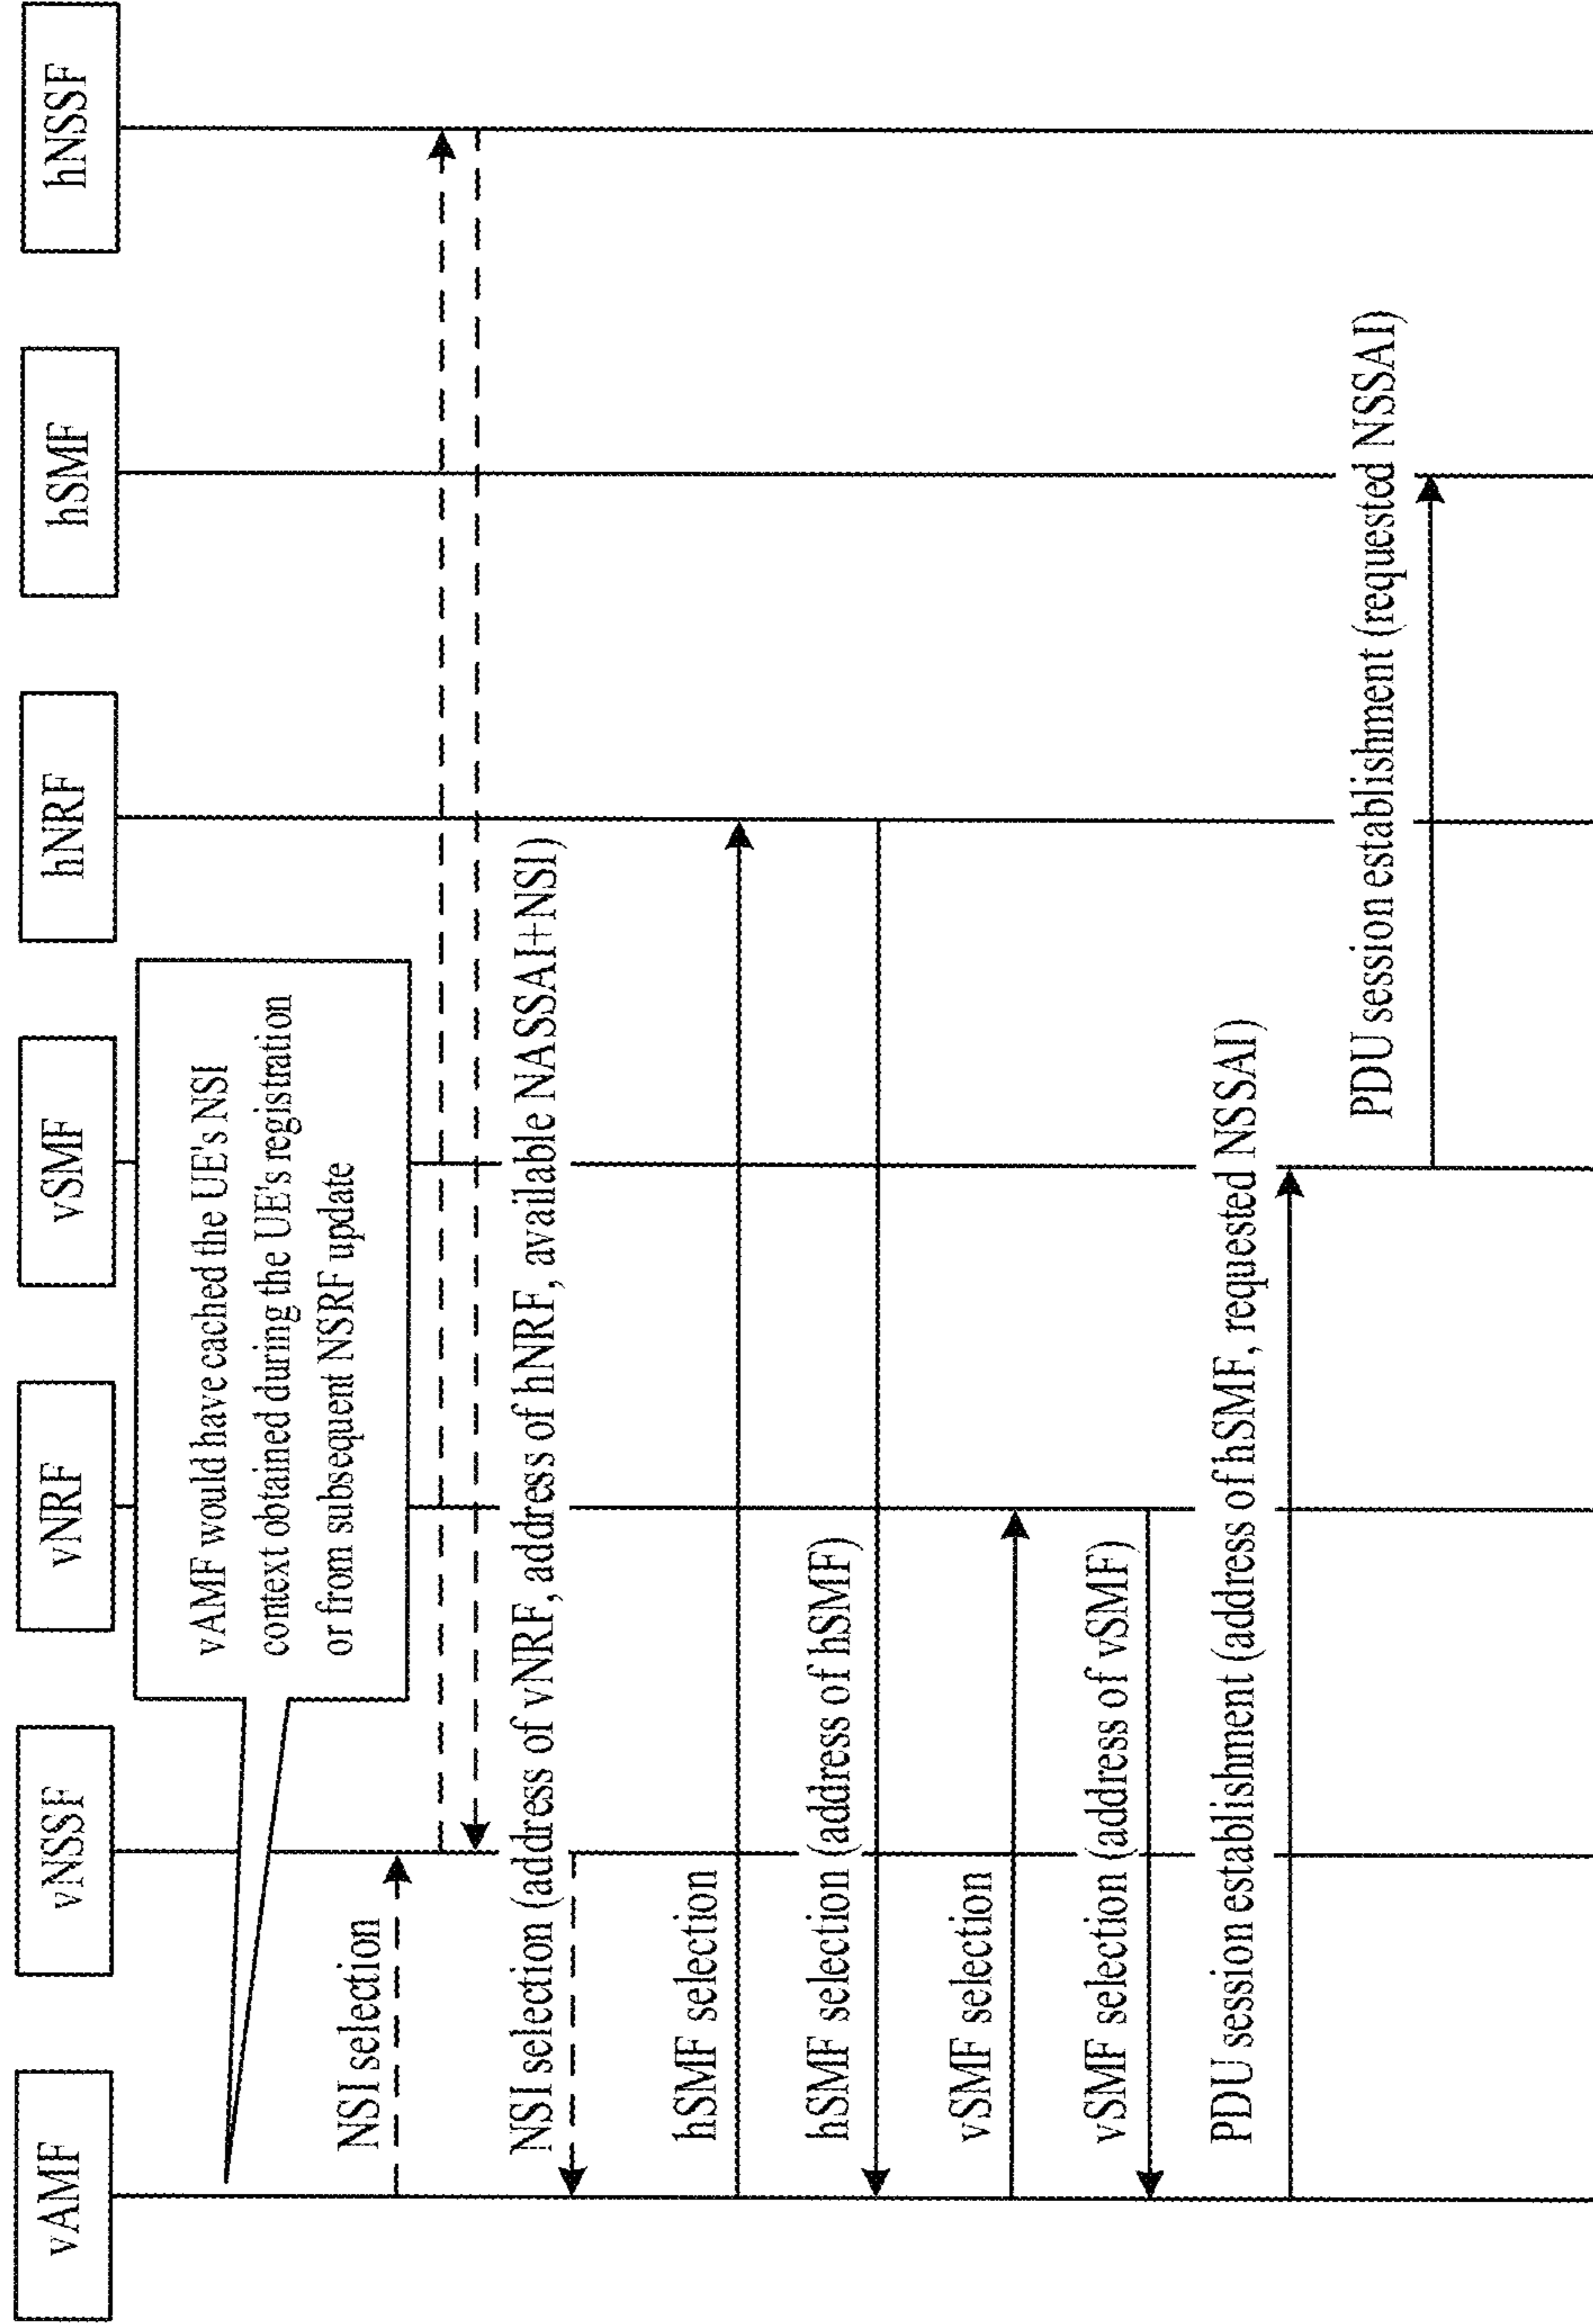 vAMF
vNSSF
vNRF
vSMF
hNRF
hSMF
hNSSF
vAMF would have cached the UE's NSI
context obtained during the UE's registration
or from subsequent NSRF update
NSI selection
NSI selection (address of vNRF, address of hNRF, available NASSAI+NSI)
hSMF selection
hSMF selection (address of hSMF)
vSMF selection
vSMF selection (address of vSMF)
PDU session establishment (address of hSMF, requested NSSAI)
PDU session establishment (requested NSSAI)